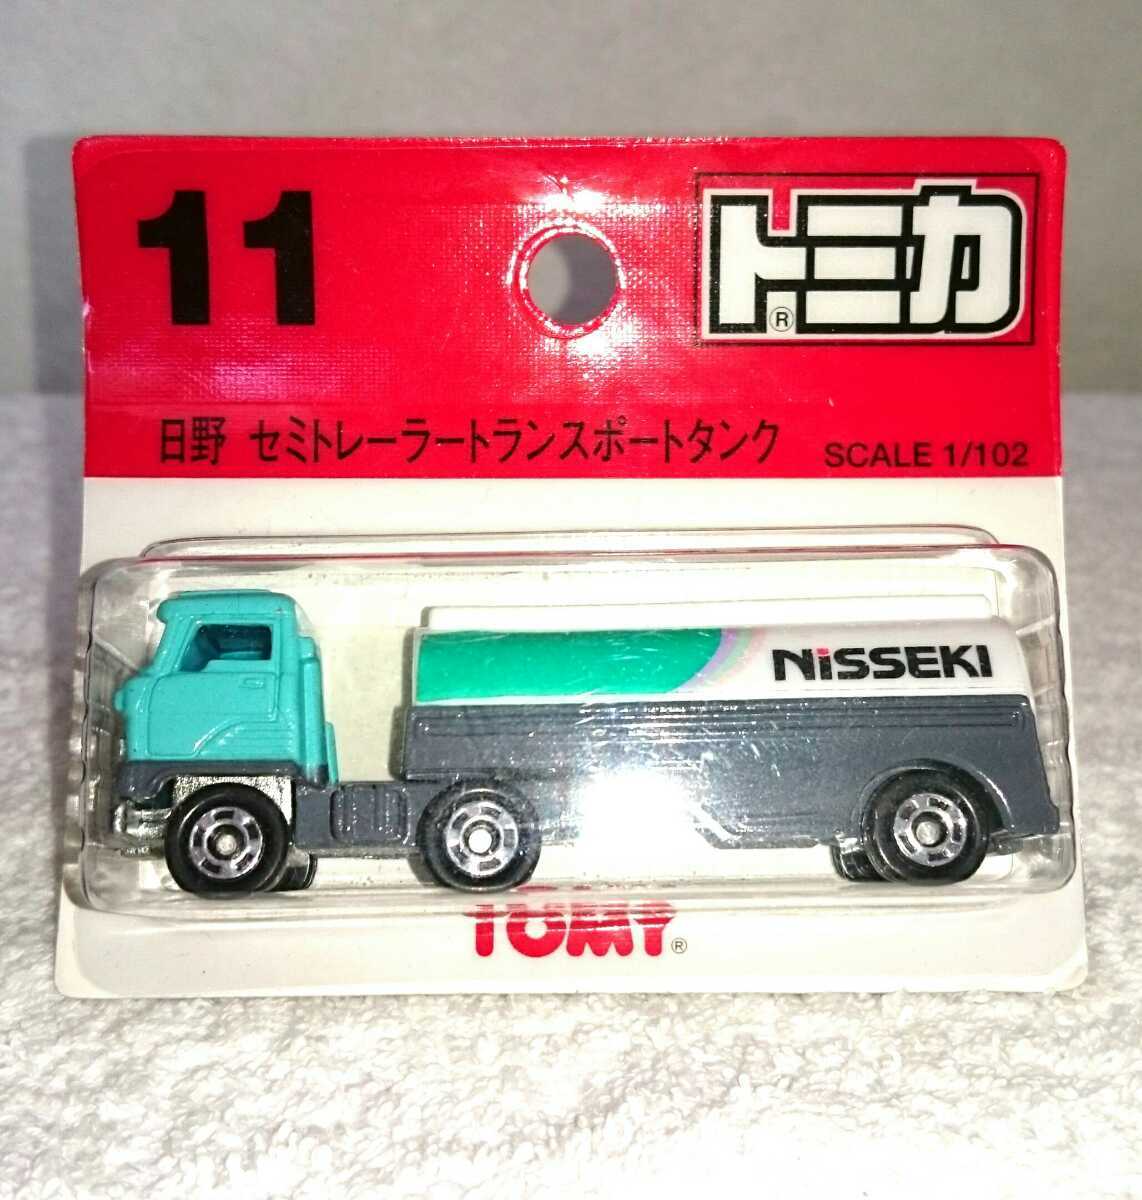 11
トミカ®
日野 セミトレーラートランスポートタンク
SCALE 1/102
NISSEKI
TOMY®